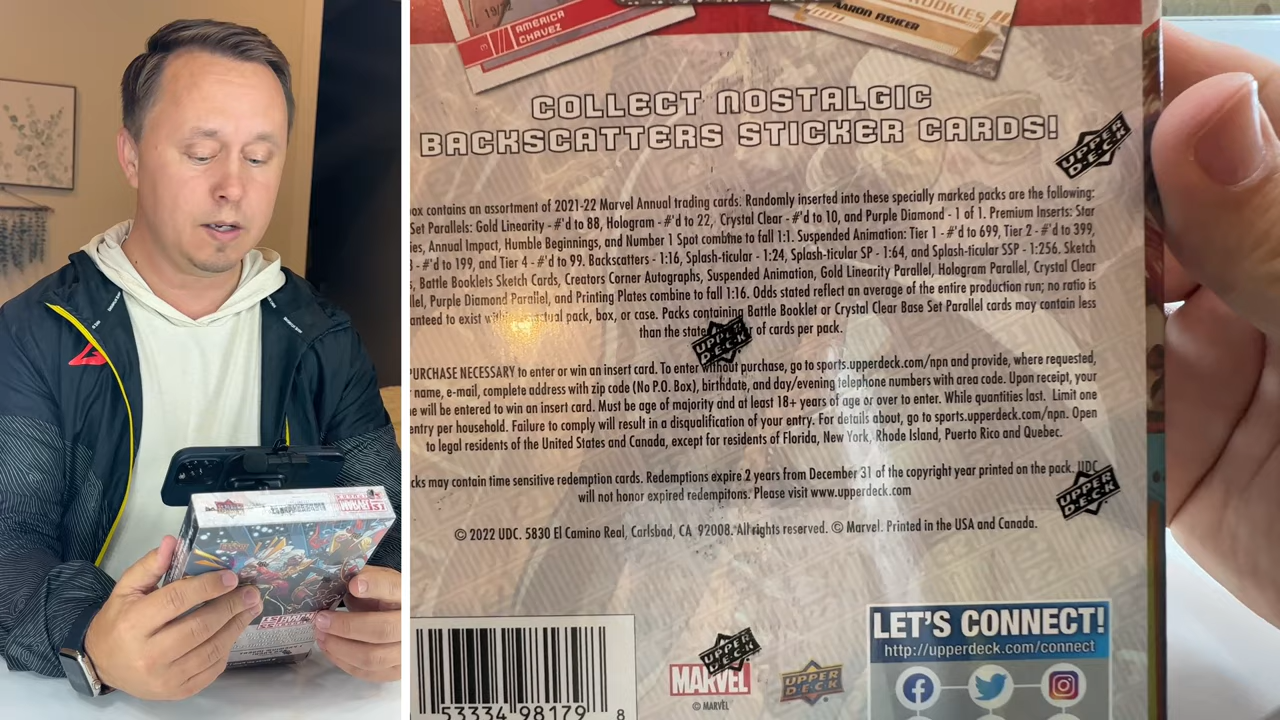 19/
3 AMERICA
CHAVEZ
ROOKIES
AARON FISHCER
COLLECT NOSTALGIC
BACKSCATTERS STICKER CARDS!
UPPER
DECK
ox contains an assortment of 2021-22 Marvel Annual trading cards. Randomly inserted into these specially marked packs are the following:
Set Parallels: Gold Linearity - #'d to 88, Hologram - #'d to 22, Crystal Clear - #'d to 10, and Purple Diamond - 1 of 1. Premium Inserts: Star
ies, Annual Impact, Humble Beginnings, and Number 1 Spot combine to fall 1:1. Suspended Animation: Tier 1 - #'d to 699, Tier 2 - #'d to 399,
3 - #'d to 199, and Tier 4 - #'d to 99. Backscatters - 1:16, Splash-ticular - 1:24, Splash-ticular SP - 1:64, and Splash-ticular SSP - 1:256. Sketch
s, Battle Booklets Sketch Cards, Creators Corner Autographs, Suspended Animation, Gold Linearity Parallel, Hologram Parallel, Crystal Clear
llel, Purple Diamond Parallel, and Printing Plates combine to fall 1:16. Odds stated reflect an average of the entire production run; no ratio is
anteed to exist within actual pack, box, or case. Packs containing Battle Booklet or Crystal Clear Base Set Parallel cards may contain less
than the state r of cards per pack.
UPPER
DECK
PURCHASE NECESSARY to enter or win an insert card. To enter without purchase, go to sports.upperdeck.com/npn and provide, where requested,
name, e-mail, complete address with zip code (No P.O. Box), birthdate, and day/evening telephone numbers with area code. Upon receipt, your
e will be entered to win an insert card. Must be age of majority and at least 18+ years of age or over to enter. While quantities last. Limit one
entry per household. Failure to comply will result in a disqualification of your entry. For details about, go to sports.upperdeck.com/npn. Open
to legal residents of the United States and Canada, except for residents of Florida, New York, Rhode Island, Puerto Rico and Quebec.
cks may contain time sensitive redemption cards. Redemptions expire 2 years from December 31 of the copyright year printed on the pack. UDC
will not honor expired redempitons. Please visit www.upperdeck.com
UPPER
DECK
© 2022 UDC. 5830 El Camino Real, Carlsbad, CA 92008. All rights reserved. © Marvel. Printed in the USA and Canada.
53334 98179 8
UPPER
DECK
MARVEL
© MARVEL
UPPER
DECK
LET'S CONNECT!
http://upperdeck.com/connect